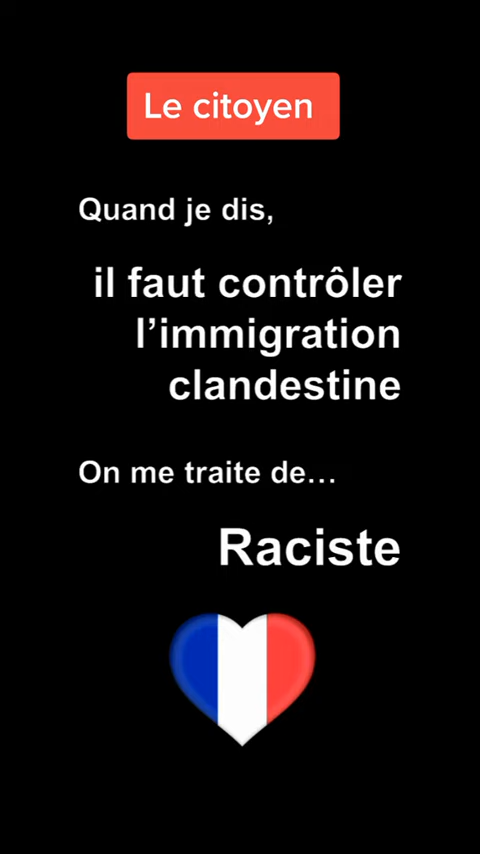 Le citoyen
Quand je dis,
il faut contrôler
l’immigration
clandestine
On me traite de...
Raciste